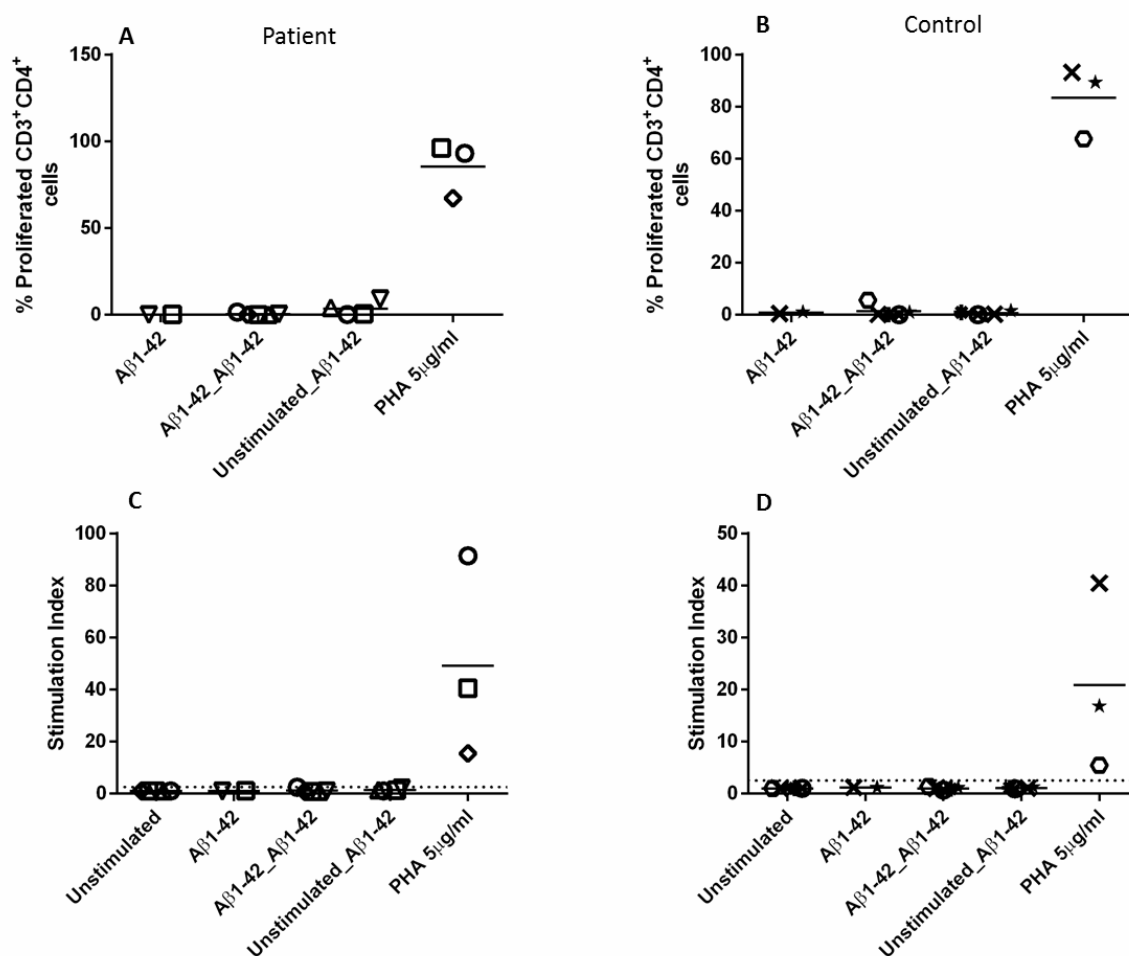 A
Patient
% Proliferated CD3⁺CD4⁺
cells
150
100
50
0
Aβ1-42
Aβ1-42_Aβ1-42
Unstimulated_Aβ1-42
PHA 5μg/ml
B
Control
% Proliferated CD3⁺CD4⁺
cells
100
80
60
40
20
0
Aβ1-42
Aβ1-42_Aβ1-42
Unstimulated_Aβ1-42
PHA 5μg/ml
C
Stimulation Index
100
80
60
40
20
0
Unstimulated
Aβ1-42
Aβ1-42_Aβ1-42
Unstimulated_Aβ1-42
PHA 5μg/ml
D
Stimulation Index
50
40
30
20
10
0
Unstimulated
Aβ1-42
Aβ1-42_Aβ1-42
Unstimulated_Aβ1-42
PHA 5μg/ml